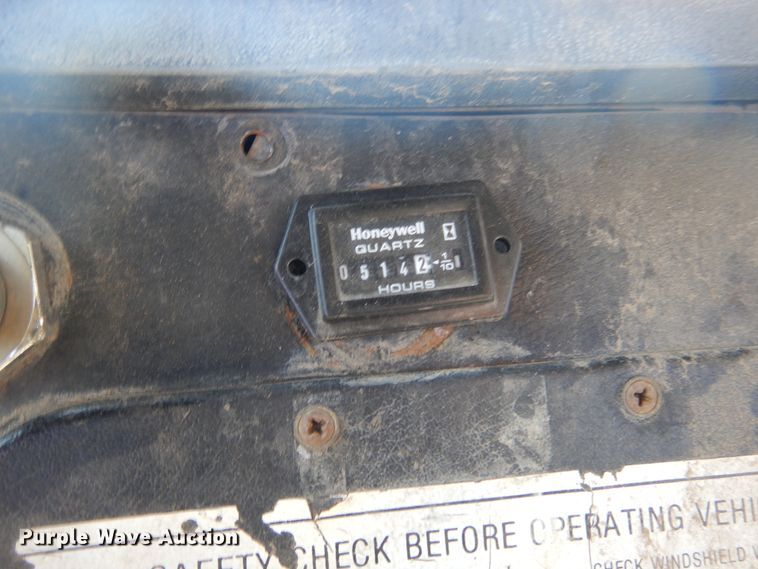 Honeywell
QUARTZ
0 5 1 4 2 ◄ 1/10
HOURS
SAFETY CHECK BEFORE OPERATING VEHI
CHECK WINDSHIELD
Purple Wave Auction